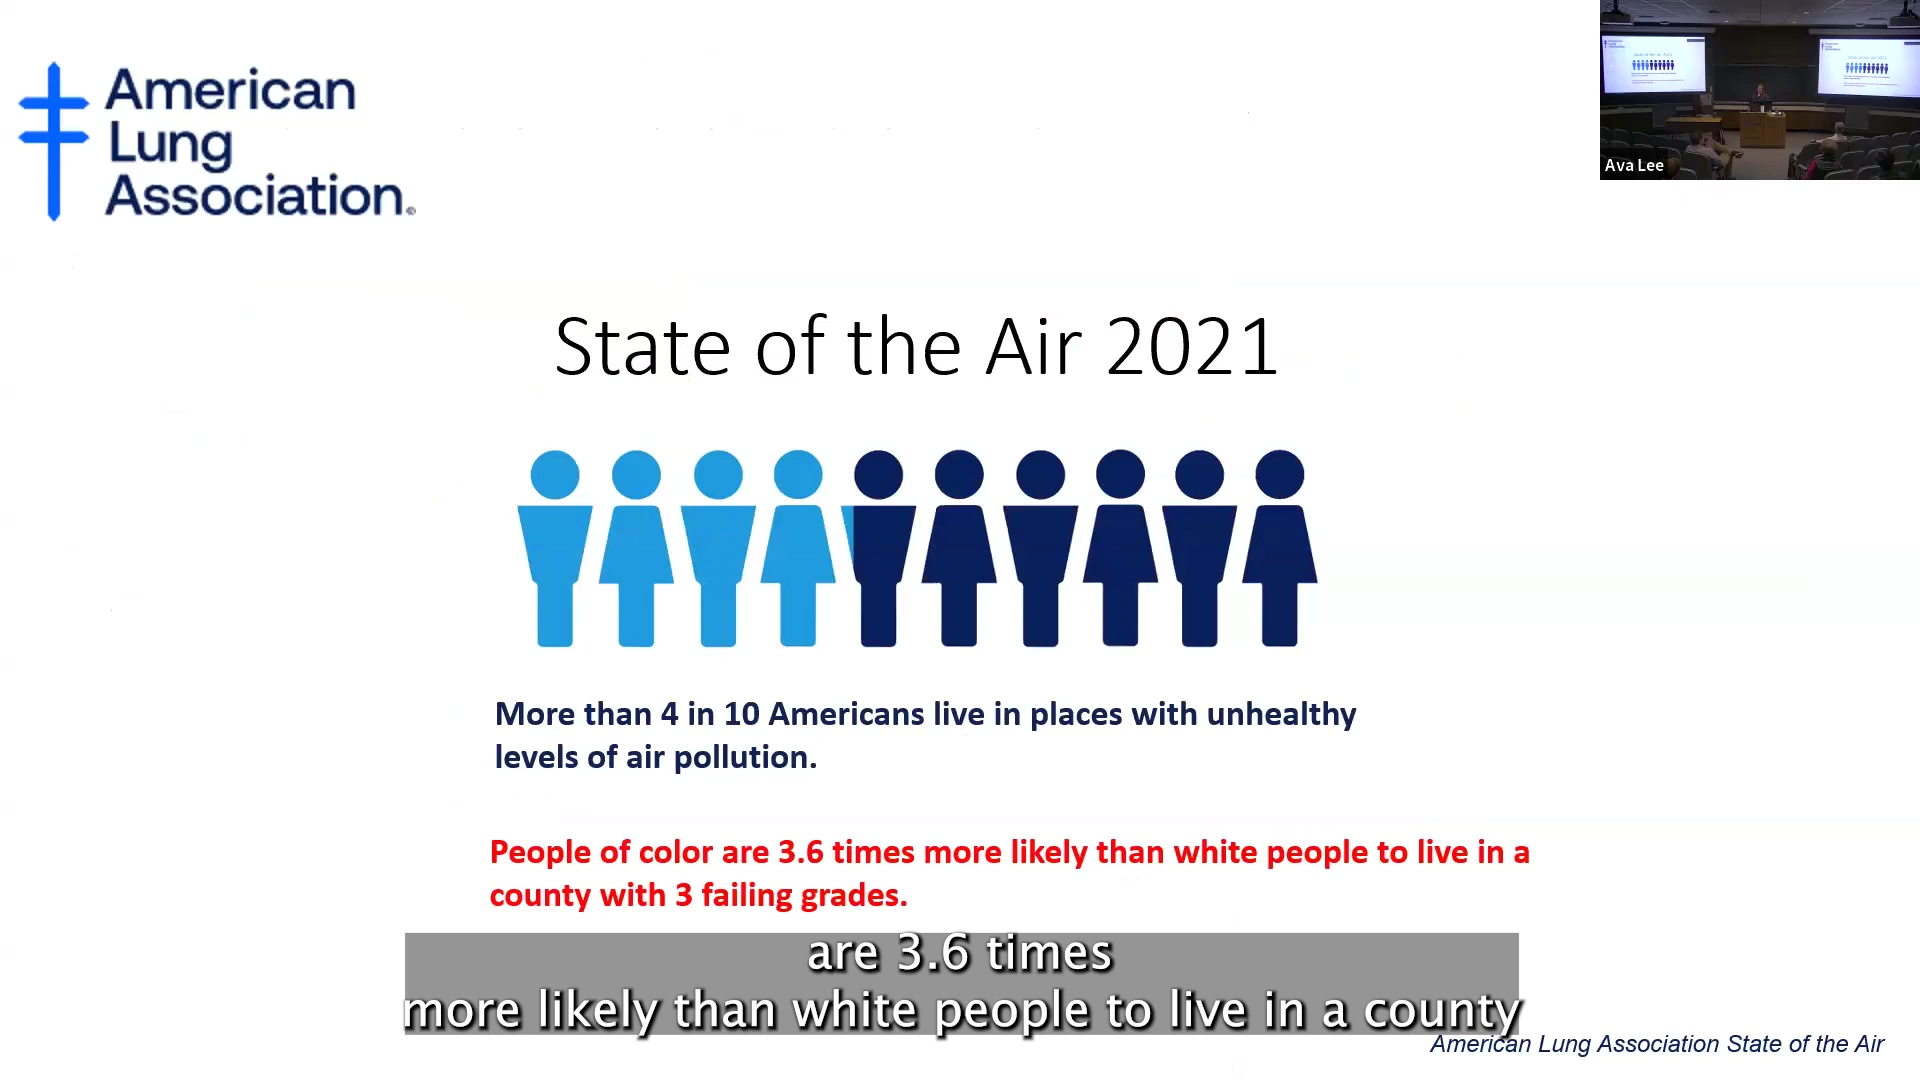 American
Lung
Association®
Ava Lee
State of the Air 2021
More than 4 in 10 Americans live in places with unhealthy
levels of air pollution.
People of color are 3.6 times more likely than white people to live in a
county with 3 failing grades.
are 3.6 times
more likely than white people to live in a county
American Lung Association State of the Air